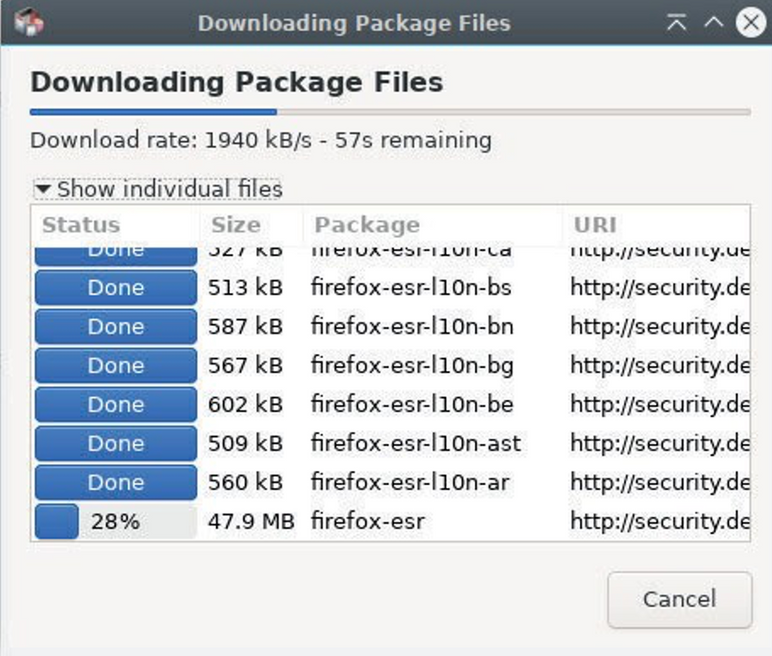 Downloading Package Files
Downloading Package Files
Download rate: 1940 kB/s - 57s remaining
Show individual files
Status Size Package URI
Done 527 kB firefox-esr-l10n-ca http://security.de
Done 513 kB firefox-esr-l10n-bs http://security.de
Done 587 kB firefox-esr-l10n-bn http://security.de
Done 567 kB firefox-esr-l10n-bg http://security.de
Done 602 kB firefox-esr-l10n-be http://security.de
Done 509 kB firefox-esr-l10n-ast http://security.de
Done 560 kB firefox-esr-l10n-ar http://security.de
28% 47.9 MB firefox-esr http://security.de
Cancel